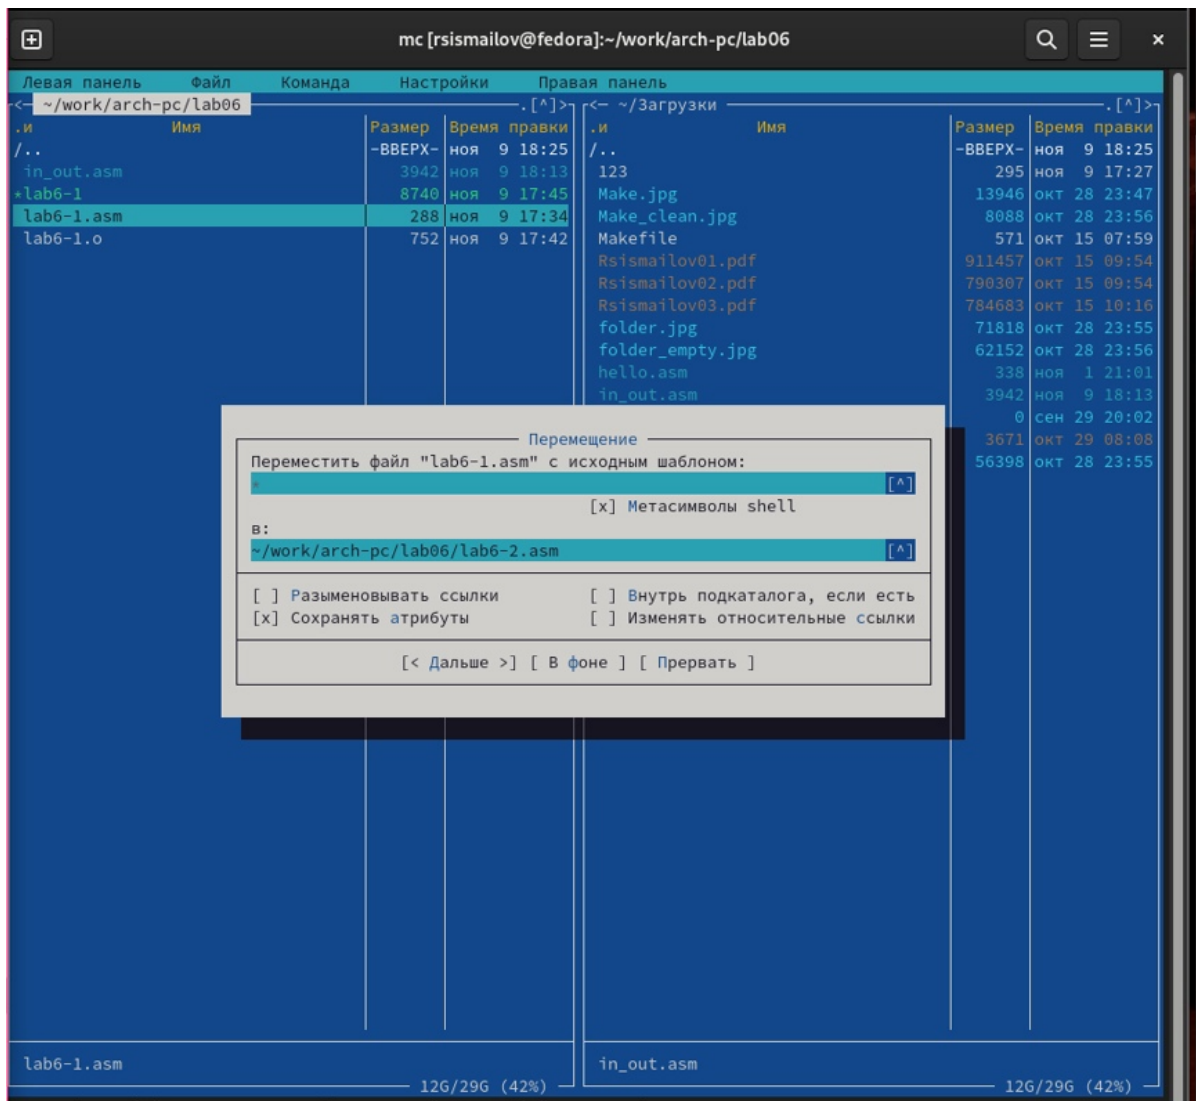 mc [rsismailov@fedora]:~/work/arch-pc/lab06
Левая панель Файл Команда Настройки Правая панель
<— ~/work/arch-pc/lab06 .[^]>
.и Имя Размер Время правки
/.. -ВВЕРХ- ноя 9 18:25
in_out.asm 3942 ноя 9 18:13
*lab6-1 8740 ноя 9 17:45
lab6-1.asm 288 ноя 9 17:34
lab6-1.o 752 ноя 9 17:42
lab6-1.asm
12G/29G (42%)
<— ~/Загрузки .[^]>
.и Имя Размер Время правки
/.. -ВВЕРХ- ноя 9 18:25
123 295 ноя 9 17:27
Make.jpg 13946 окт 28 23:47
Make_clean.jpg 8088 окт 28 23:56
Makefile 571 окт 15 07:59
Rsismailov01.pdf 911457 окт 15 09:54
Rsismailov02.pdf 790307 окт 15 09:54
Rsismailov03.pdf 784683 окт 15 10:16
folder.jpg 71818 окт 28 23:55
folder_empty.jpg 62152 окт 28 23:56
hello.asm 338 ноя 1 21:01
in_out.asm 3942 ноя 9 18:13
0 сен 29 20:02
3671 окт 29 08:08
56398 окт 28 23:55
in_out.asm
12G/29G (42%)
Перемещение
Переместить файл "lab6-1.asm" с исходным шаблоном:
* [^]
[x] Метасимволы shell
в:
~/work/arch-pc/lab06/lab6-2.asm [^]
[ ] Разыменовывать ссылки [ ] Внутрь подкаталога, если есть
[x] Сохранять атрибуты [ ] Изменять относительные ссылки
[< Дальше >] [ В фоне ] [ Прервать ]